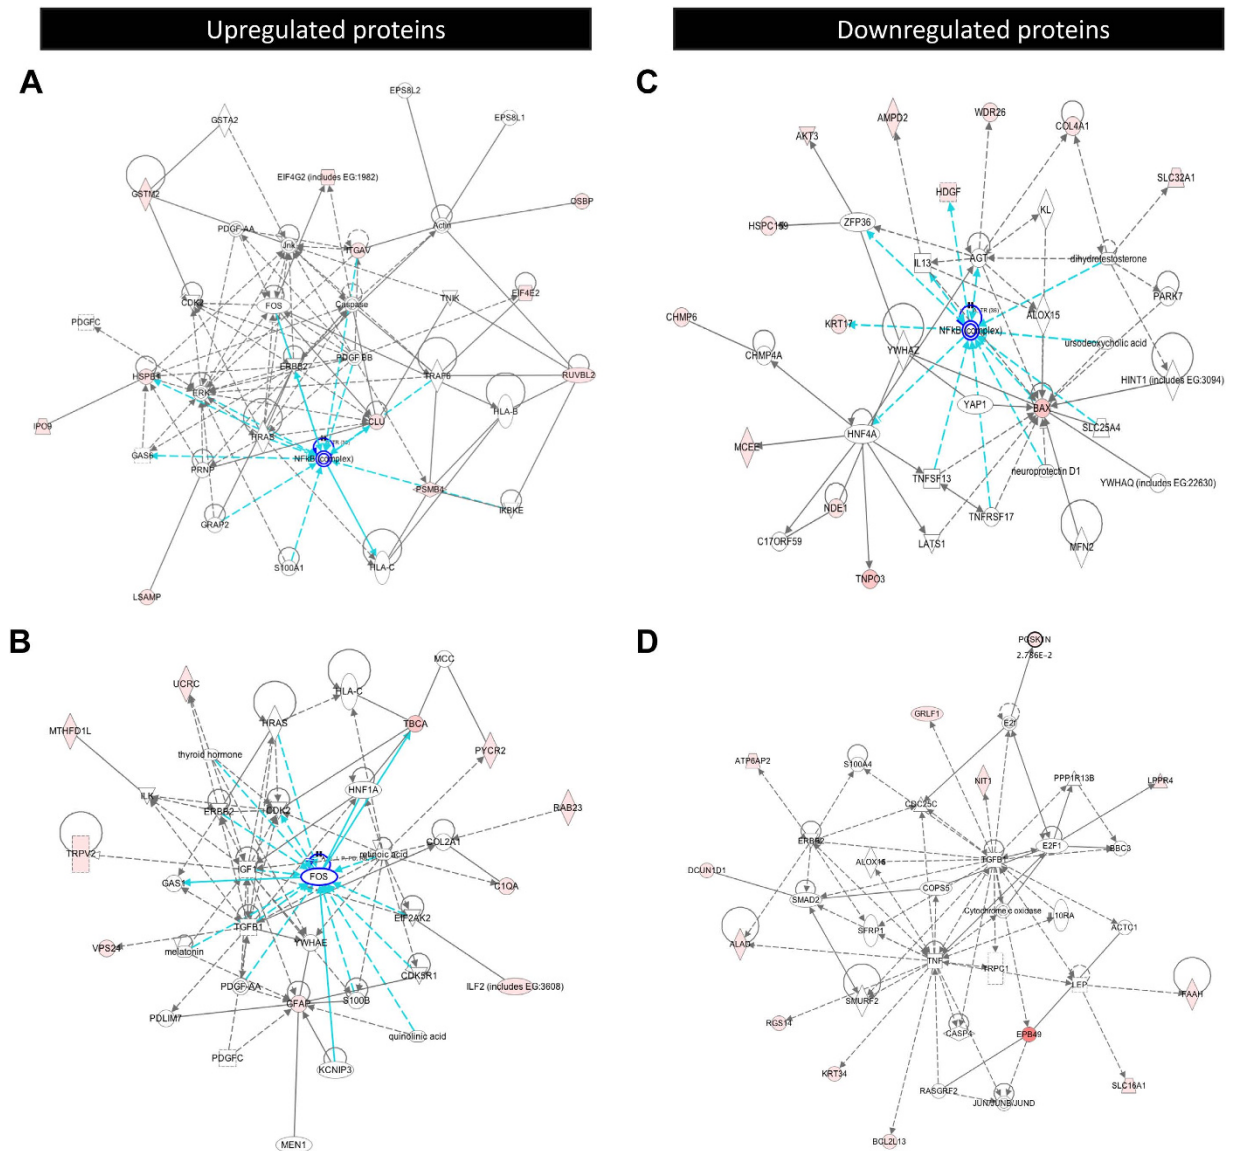 Upregulated proteins
Downregulated proteins
A
EPS8L2
GSTA2
EPS8L1
EIF4G2 (includes EG:1982)
GSTM2
OSBP
PDGF-AA
Actin
Jnk
ITGAV
CDK2
FOS
Caspase
TNIK
EIF4E2
PDGFC
ERBB2
PDGF BB
TRAF6
HSPB1
RUVBL2
ERK
HLA-B
IPO9
HRAS
CLU
GAS6
NFkB (complex)
PRNP
PSMB4
GRAP2
IKBKE
S100A1
HLA-C
LSAMP
C
AMPD2
WDR26
AKT3
COL4A1
SLC32A1
HDGF
KL
HSPC159
ZFP36
IL13
AGT
dihydrotestosterone
PARK7
CHMP6
KRT17
NFkB (complex)
ALOX15
ursodeoxycholic acid
CHMP4A
YWHAZ
HINT1 (includes EG:3094)
YAP1
BAX
SLC25A4
HNF4A
MCEE
neuroprotectin D1
TNFSF13
YWHAQ (includes EG:22630)
NDE1
TNFRSF17
C17ORF59
LATS1
MFN2
TNPO3
B
MCC
UCRC
HLA-C
HRAS
TBCA
MTHFD1L
PYCR2
thyroid hormone
HNF1A
ILK
ERBB2
CDK2
RAB23
COL2A1
TRPV2
retinoic acid
IGF1
FOS
GAS1
C1QA
EIF2AK2
TGFB1
YWHAE
VPS24
melatonin
CDK5R1
PDGF-AA
ILF2 (includes EG:3608)
GFAP
S100B
PDLIM7
quinolinic acid
PDGFC
KCNIP3
MEN1
D
PCSK1N
2.786E-2
GRLF1
E2f
ATP6AP2
S100A4
NIT1
PPP1R13B
LPPR4
CDC25C
ERBB2
E2F1
BBC3
ALOX15
TGFB1
DCUN1D1
COPS5
SMAD2
Cytochrome c oxidase
IL10RA
SFRP1
ACTC1
ALAD
TNF
TRPC1
LEP
FAAH
SMURF2
RGS14
CASP4
EPB49
KRT34
SLC16A1
RASGRF2
JUN/JUNB/JUND
BCL2L13